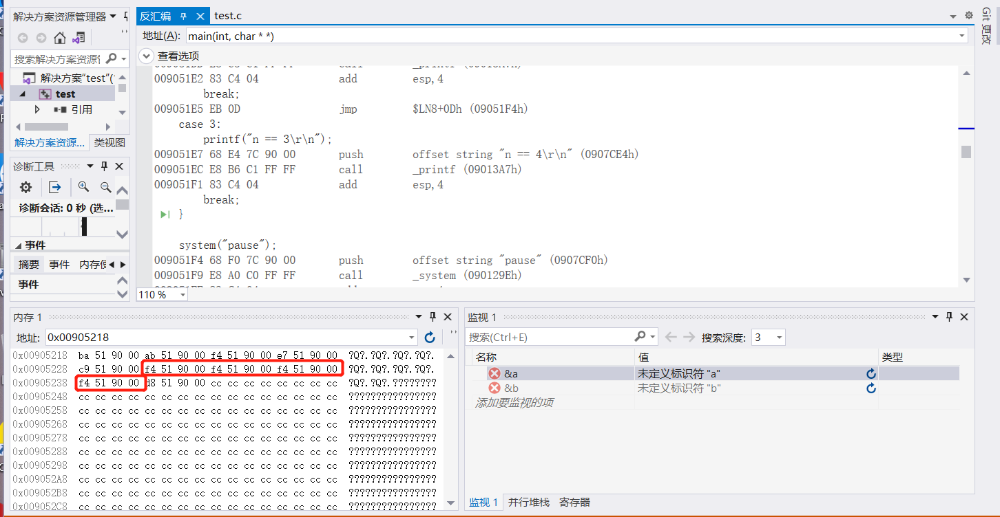 解决方案资源管理器
反汇编
test.c
Git 更改
地址(A):
main(int, char * *)
搜索解决方案资源
查看选项
解决方案"test"(
test
引用
解决方案资源... 类视图
009051E2 83 C4 04 add esp,4
break;
009051E5 EB 0D jmp $LN8+0Dh (09051F4h)
case 3:
printf("n == 3\r\n");
009051E7 68 E4 7C 90 00 push offset string "n == 4\r\n" (0907CE4h)
009051EC E8 B6 C1 FF FF call _printf (09013A7h)
009051F1 83 C4 04 add esp,4
break;
}
system("pause");
009051F4 68 F0 7C 90 00 push offset string "pause" (0907CF0h)
009051F9 E8 A0 C0 FF FF call _system (090129Eh)
110 %
诊断工具
诊断会话: 0 秒 (选...
事件
摘要 事件 内存使
事件
内存 1
地址: 0x00905218
0x00905218 ba 51 90 00 ab 51 90 00 f4 51 90 00 e7 51 90 00 ?Q?.?Q?.?Q?.?Q?.
0x00905228 c9 51 90 00 f4 51 90 00 f4 51 90 00 f4 51 90 00 ?Q?.?Q?.?Q?.?Q?.
0x00905238 f4 51 90 00 d8 51 90 00 cc cc cc cc cc cc cc cc ?Q?.?Q?.????????
0x00905248 cc cc cc cc cc cc cc cc cc cc cc cc cc cc cc cc ????????????????
0x00905258 cc cc cc cc cc cc cc cc cc cc cc cc cc cc cc cc ????????????????
0x00905268 cc cc cc cc cc cc cc cc cc cc cc cc cc cc cc cc ????????????????
0x00905278 cc cc cc cc cc cc cc cc cc cc cc cc cc cc cc cc ????????????????
0x00905288 cc cc cc cc cc cc cc cc cc cc cc cc cc cc cc cc ????????????????
0x00905298 cc cc cc cc cc cc cc cc cc cc cc cc cc cc cc cc ????????????????
0x009052A8 cc cc cc cc cc cc cc cc cc cc cc cc cc cc cc cc ????????????????
0x009052B8 cc cc cc cc cc cc cc cc cc cc cc cc cc cc cc cc ????????????????
0x009052C8 cc cc cc cc cc cc cc cc cc cc cc cc cc cc cc cc ????????????????
监视 1
搜索(Ctrl+E)
搜索深度: 3
名称 值 类型
&a 未定义标识符 "a"
&b 未定义标识符 "b"
添加要监视的项
监视 1 并行堆栈 寄存器